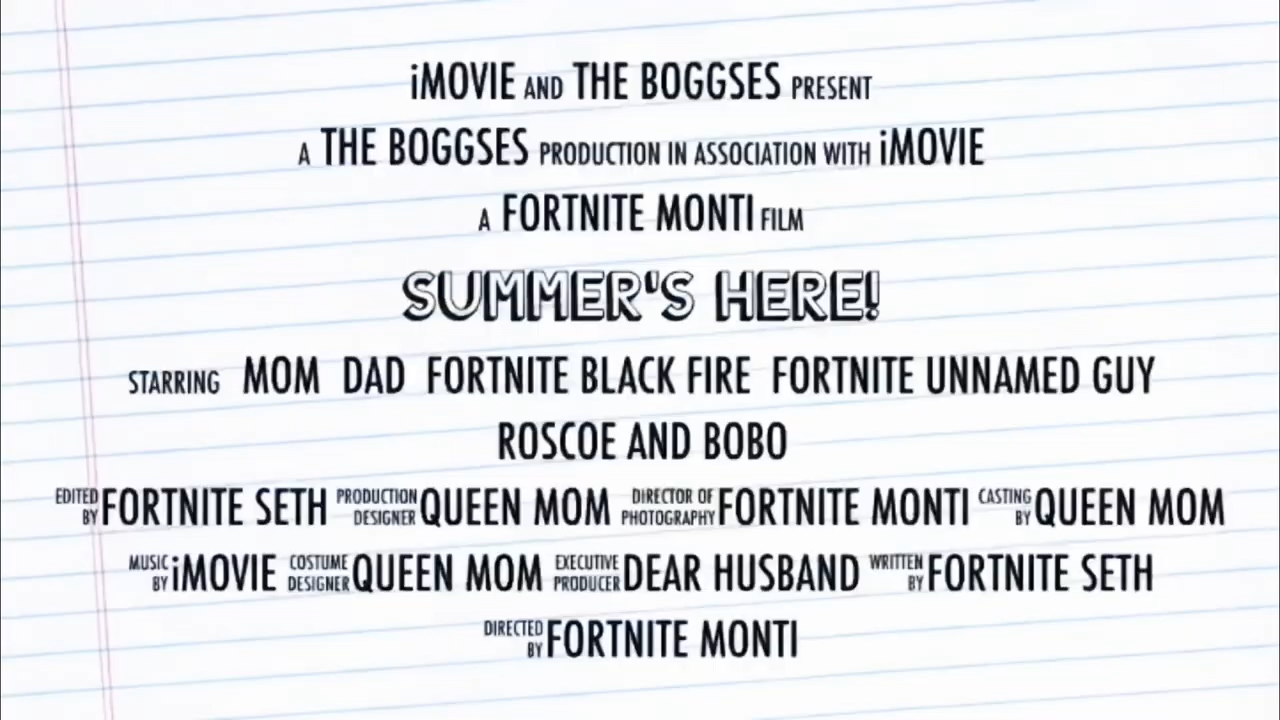 iMOVIE AND THE BOGGSES PRESENT
A THE BOGGSES PRODUCTION IN ASSOCIATION WITH iMOVIE
A FORTNITE MONTI FILM
SUMMER'S HERE!
STARRING MOM DAD FORTNITE BLACK FIRE FORTNITE UNNAMED GUY
ROSCOE AND BOBO
EDITED BY FORTNITE SETH PRODUCTION DESIGNER QUEEN MOM DIRECTOR OF PHOTOGRAPHY FORTNITE MONTI CASTING BY QUEEN MOM
MUSIC BY iMOVIE COSTUME DESIGNER QUEEN MOM EXECUTIVE PRODUCER DEAR HUSBAND WRITTEN BY FORTNITE SETH
DIRECTED BY FORTNITE MONTI